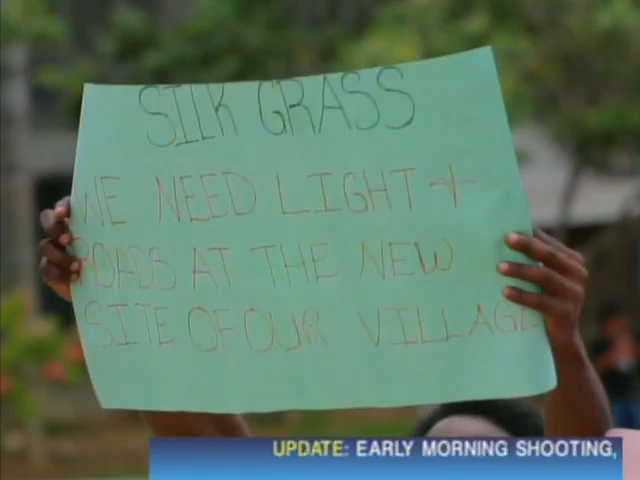 SILK GRASS
WE NEED LIGHT +
ROADS AT THE NEW
SITE OF OUR VILLAGE
UPDATE: EARLY MORNING SHOOTING,